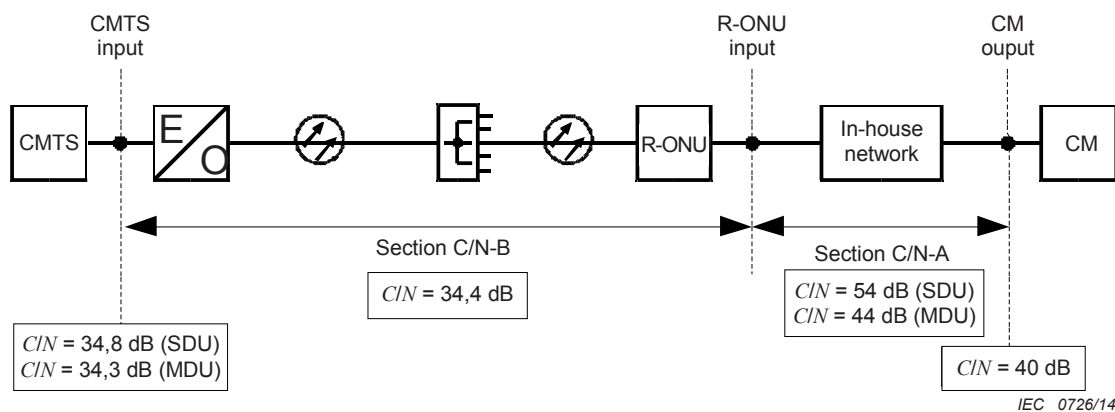 CMTS
input
R-ONU
input
CM
ouput
CMTS
E
O
R-ONU
In-house
network
CM
Section C/N-B
Section C/N-A
C/N = 34,4 dB
C/N = 54 dB (SDU)
C/N = 44 dB (MDU)
C/N = 34,8 dB (SDU)
C/N = 34,3 dB (MDU)
C/N = 40 dB
IEC 0726/14